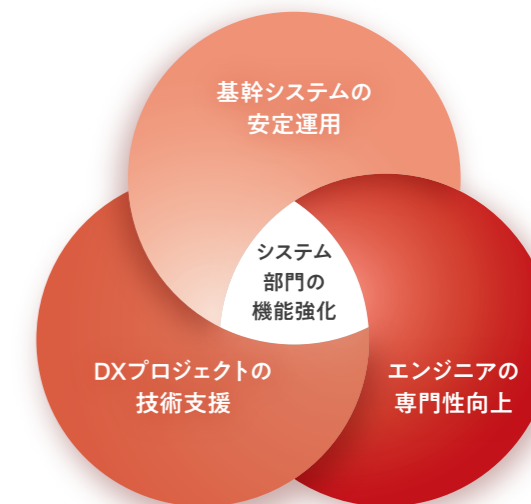 基幹システムの
安定運用
システム
部門の
機能強化
DXプロジェクトの
技術支援
エンジニアの
専門性向上